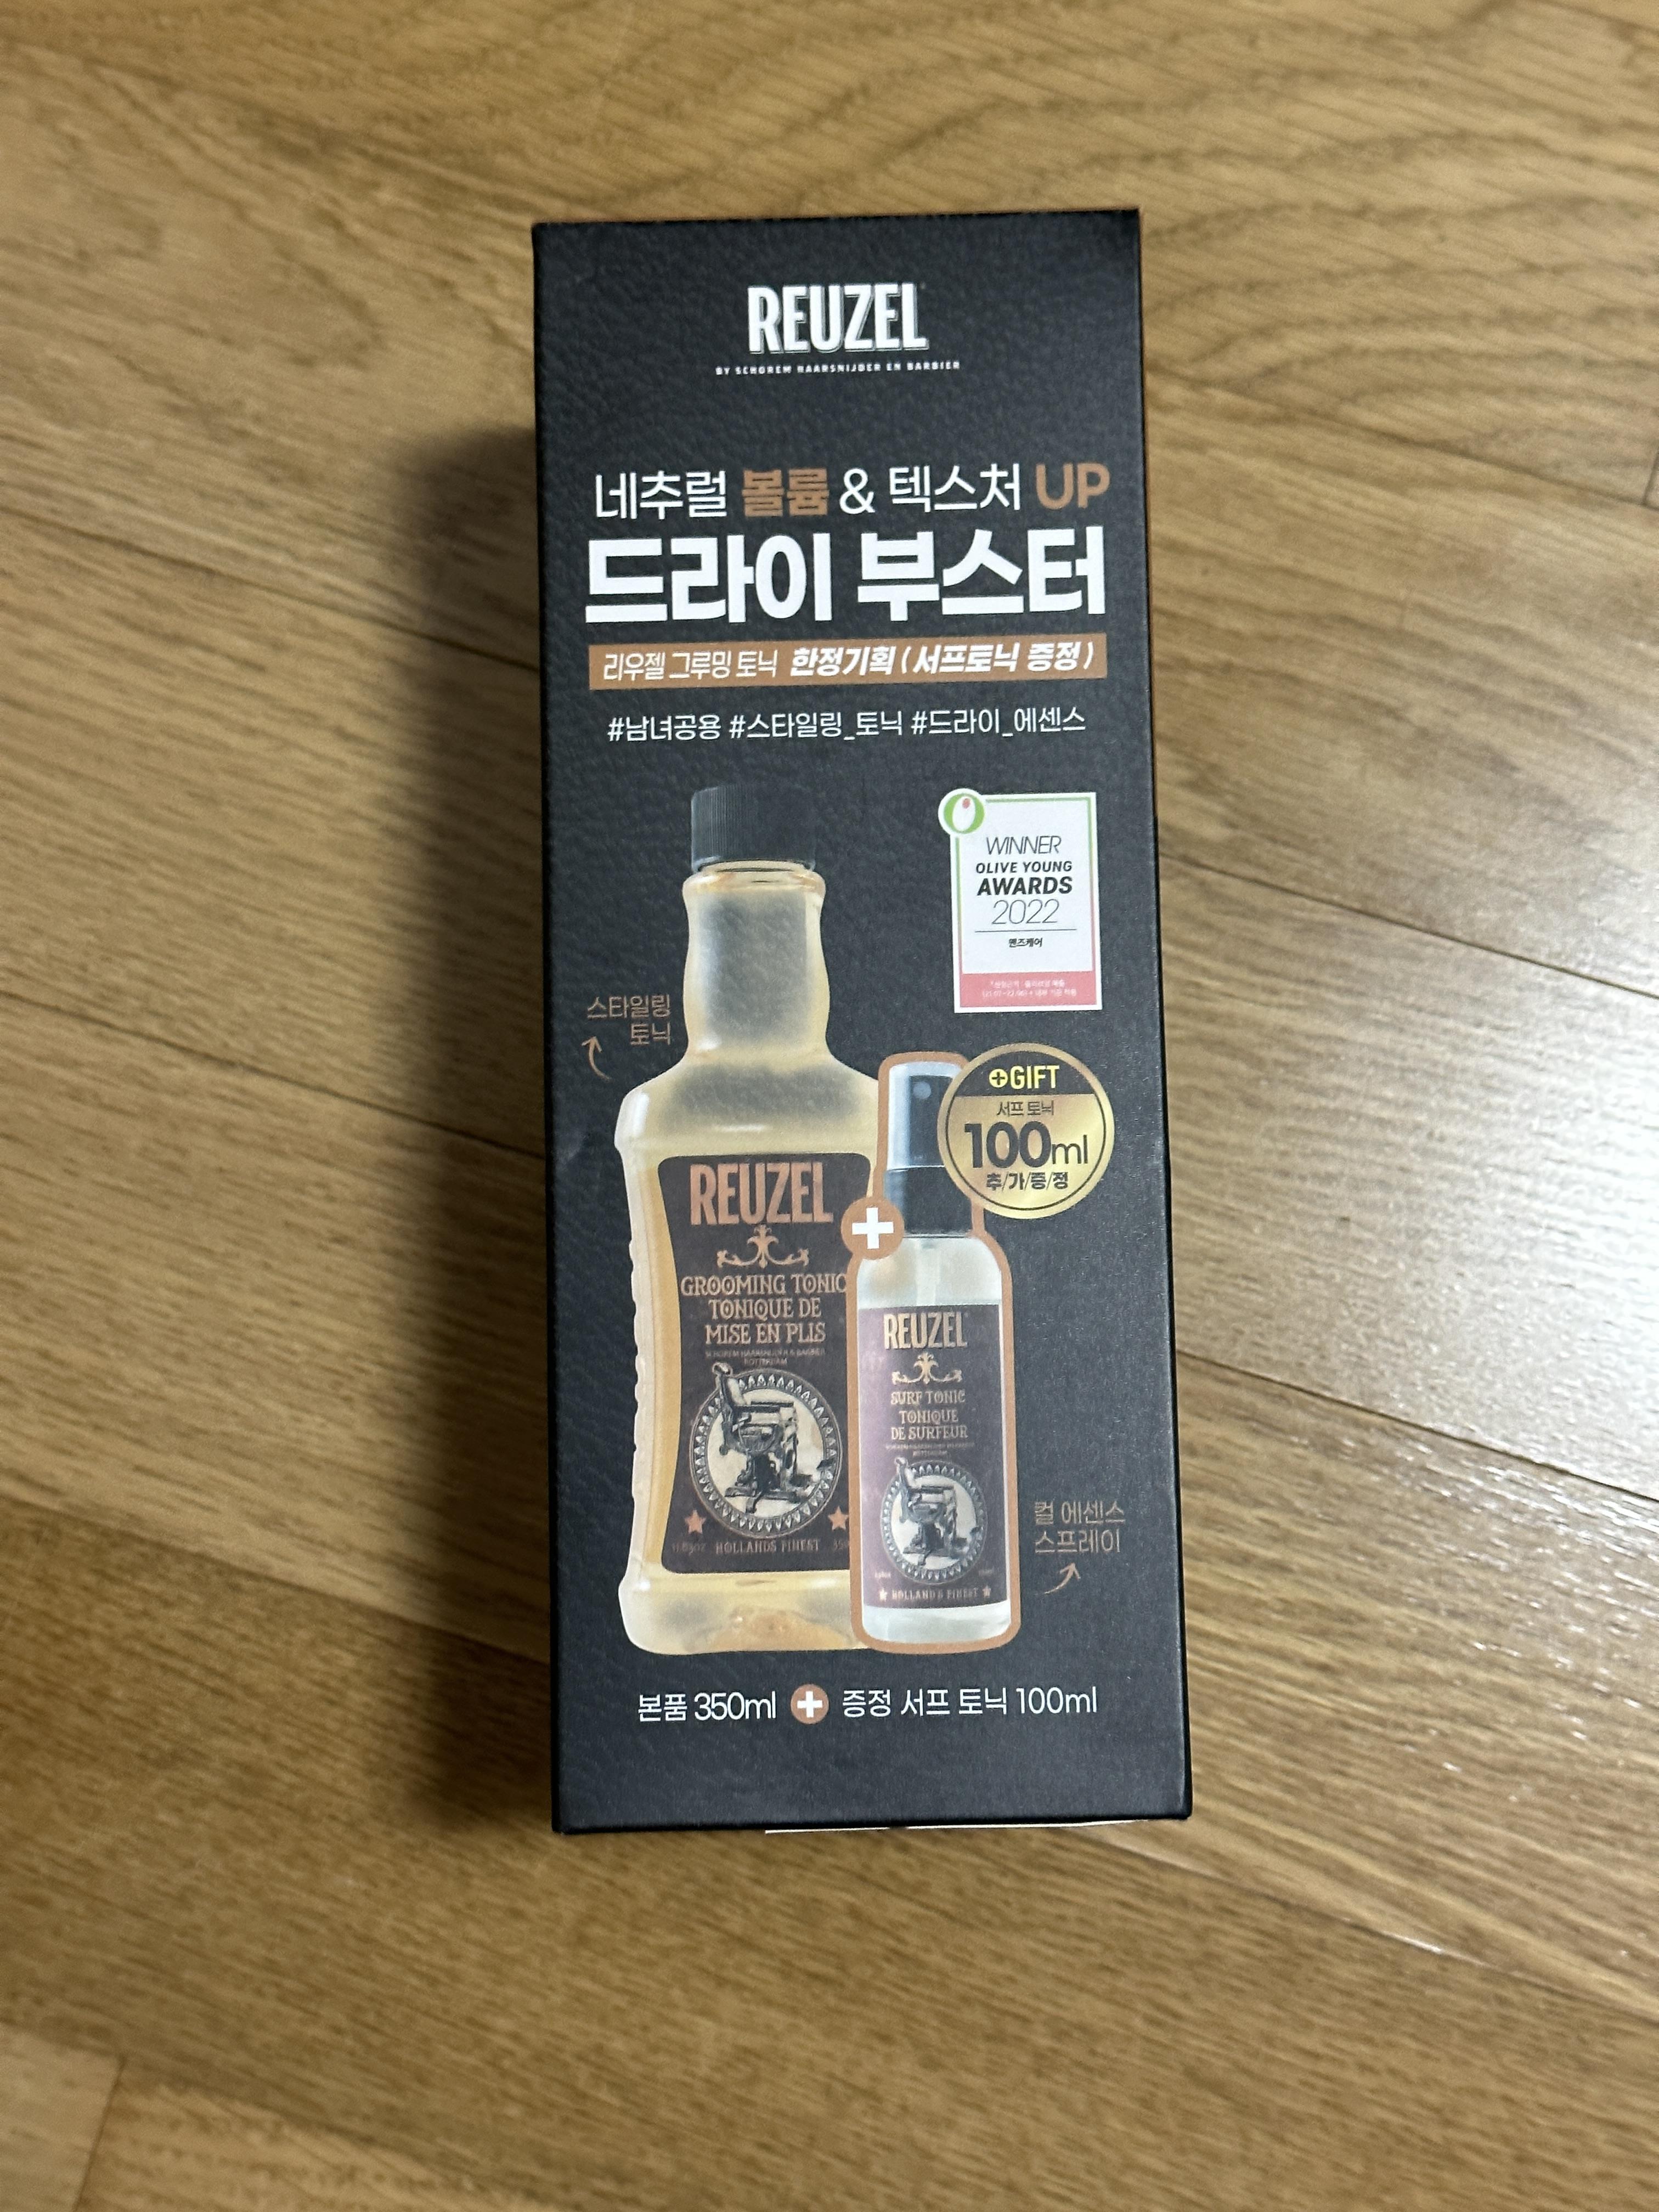 REUZEL
BY SCHOREM HAARSNIJDER EN BARBIER
네추럴 볼륨 & 텍스처 UP
드라이 부스터
리우젤 그루밍 토닉 한정기획 (서프토닉 증정)
#남녀공용 #스타일링_토닉 #드라이_에센스
WINNER
OLIVE YOUNG
AWARDS
2022
맨즈케어
스타일링
토닉
+GIFT
서프 토닉
100ml
추/가/증/정
REUZEL
GROOMING TONIC
TONIQUE DE
MISE EN PLIS
SCHOREM HAARSNIJDER & BARBIER
ROTTERDAM
HOLLANDS FINEST
REUZEL
SURF TONIC
TONIQUE
DE SURFEUR
ROTTERDAM
HOLLAND'S FINEST
컬 에센스
스프레이
본품 350ml + 증정 서프 토닉 100ml